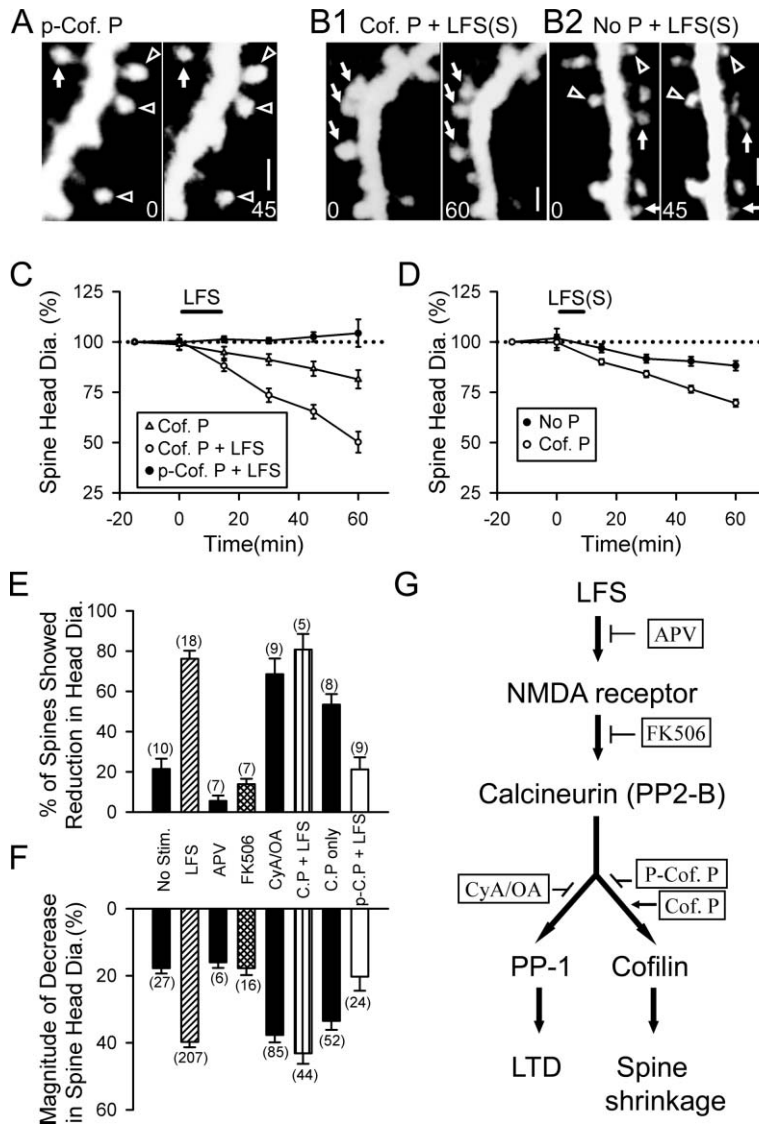 A p-Cof. P
0
45
B1 Cof. P + LFS(S)
0
60
B2 No P + LFS(S)
0
45
C
LFS
125
100
75
50
25
Spine Head Dia. (%)
Cof. P
Cof. P + LFS
p-Cof. P + LFS
-20 0 20 40 60
Time(min)
D
LFS(S)
125
100
75
50
25
Spine Head Dia. (%)
No P
Cof. P
-20 0 20 40 60
Time(min)
E
% of Spines Showed
Reduction in Head Dia.
100
80
60
40
20
0
(10)
(18)
(7)
(7)
(9)
(5)
(8)
(9)
No Stim.
LFS
APV
FK506
CyA/OA
C.P + LFS
C.P only
p-C.P + LFS
F
Magnitude of Decrease
in Spine Head Dia.(%)
0
20
40
60
(27)
(207)
(6)
(16)
(85)
(44)
(52)
(24)
G
LFS
APV
NMDA receptor
FK506
Calcineurin (PP2-B)
CyA/OA
P-Cof. P
Cof. P
PP-1
Cofilin
LTD
Spine
shrinkage